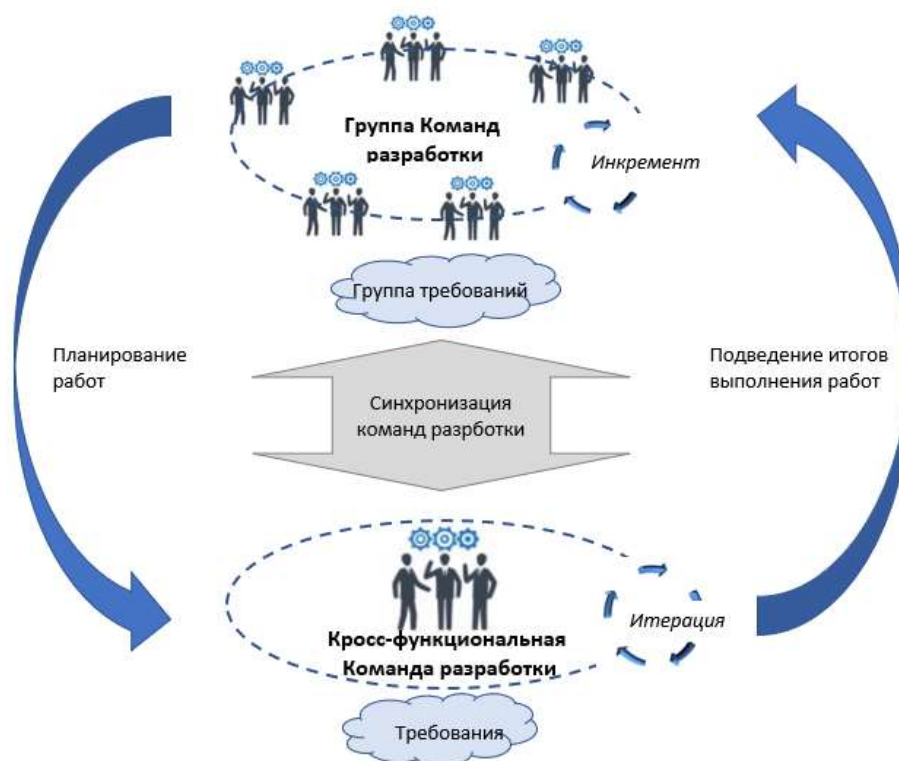 Группа Команд
разработки
Инкремент
Группа требований
Планирование
работ
Подведение итогов
выполнения работ
Синхронизация
команд разрботки
Кросс-функциональная
Команда разработки
Итерация
Требования